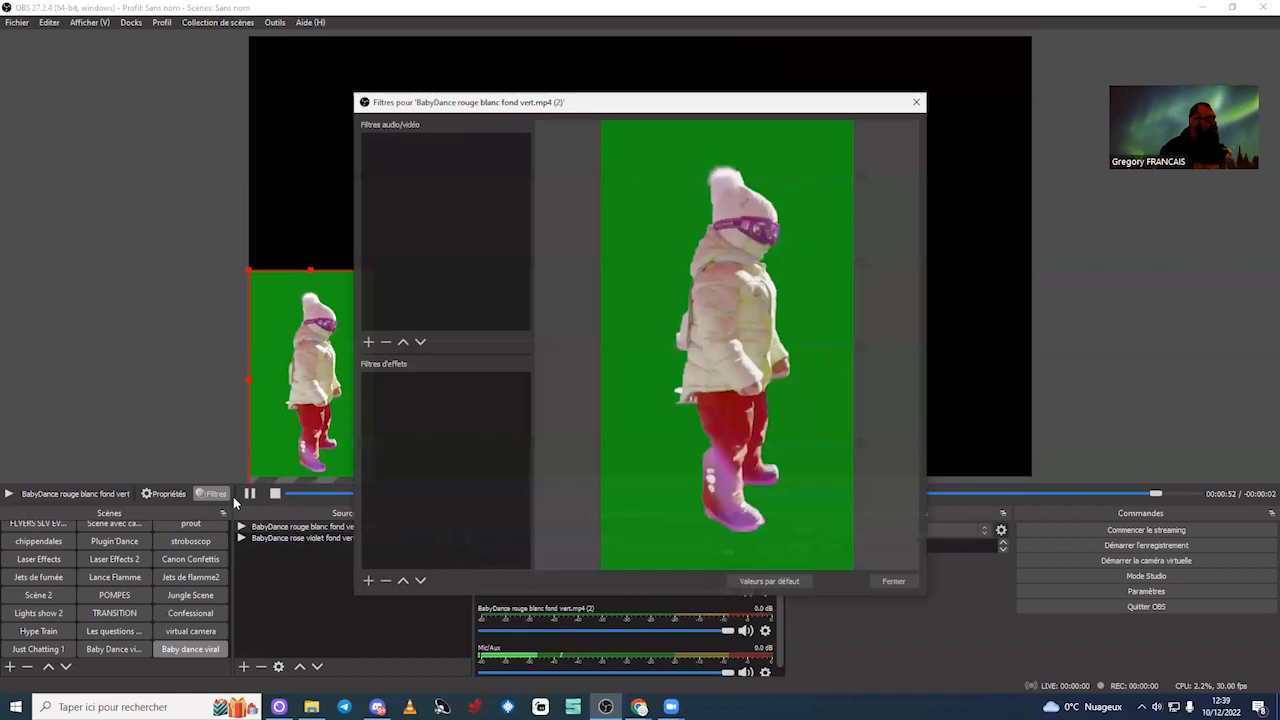 OBS 27.2.4 (64-bit, windows) - Profil: Sans nom - Scènes: Sans nom
Fichier Editer Afficher (V) Docks Profil Collection de scènes Outils Aide (H)
Filtres pour 'BabyDance rouge blanc fond vert.mp4 (2)'
Filtres audio/vidéo
Gregory FRANCAIS
Filtres d'effets
Valeurs par défaut Fermer
BabyDance rouge blanc fond vert Propriétés Filtres 00:00:52 / -00:00:02
Scènes Sourc Commandes
FLYERS SLV EV... Scène avec ca... prout
chippendales Plugin'Dance stroboscop
Laser Effects Laser Effects 2 Canon Confettis
Jets de fumée Lance Flamme Jets de flamme2
Scène 2 POMPES Jungle Scene
Lights show 2 TRANSITION Confessional
Hype Train Les questions ... virtual camera
Just Chatting 1 Baby Dance vi... Baby dance viral
BabyDance rouge blanc fond ve
BabyDance rose violet fond ver
BabyDance rouge blanc fond vert.mp4 (2) 0.0 dB
Mic/Aux 0.0 dB
Commencer le streaming
Démarrer l'enregistrement
Démarrer la caméra virtuelle
Mode Studio
Paramètres
Quitter OBS
LIVE: 00:00:00 REC: 00:00:00 CPU: 2.2%, 30.00 fps
Taper ici pour rechercher
0°C Nuageux
12:39
10/12/2022